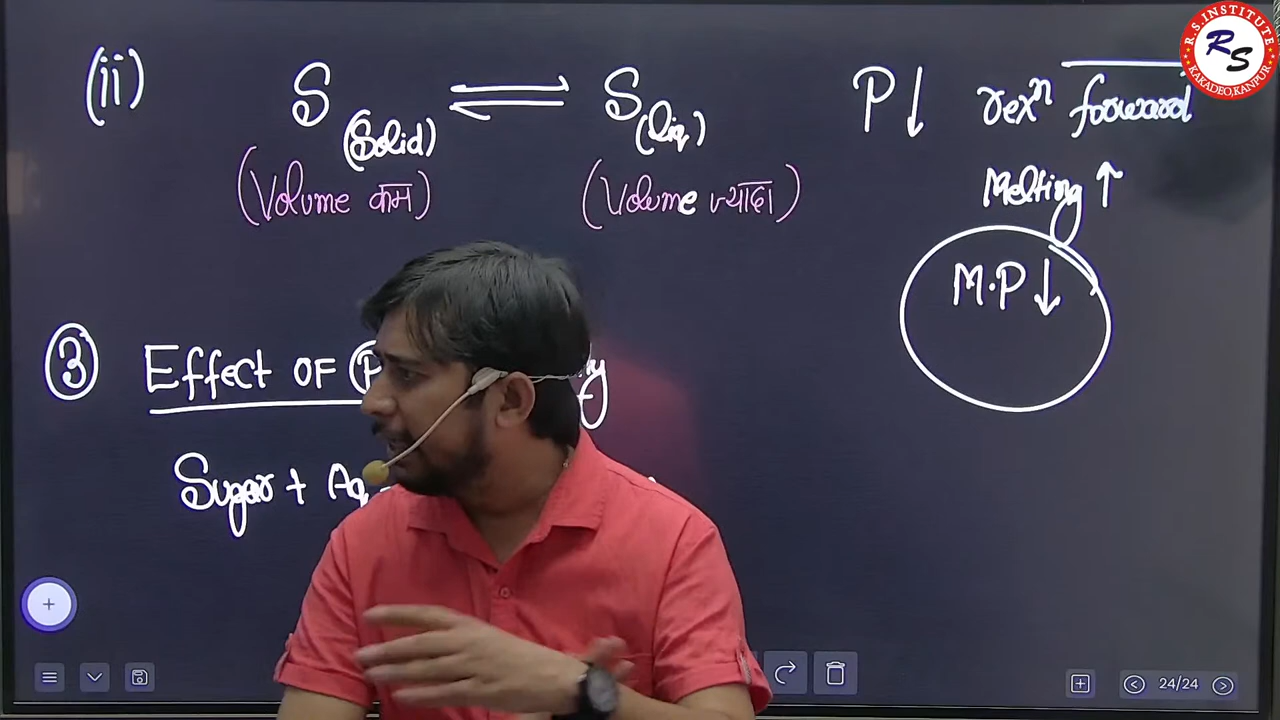 (ii) S (Solid) ⇌ S (liq) P↓ rexⁿ forward
(Volume कम) (Volume ज्यादा) Melting ↑
M.P↓
③ Effect OF
Sugar + Aq
24/24
R.S.INSTITUTE
RS
KAKADEO,KANPUR